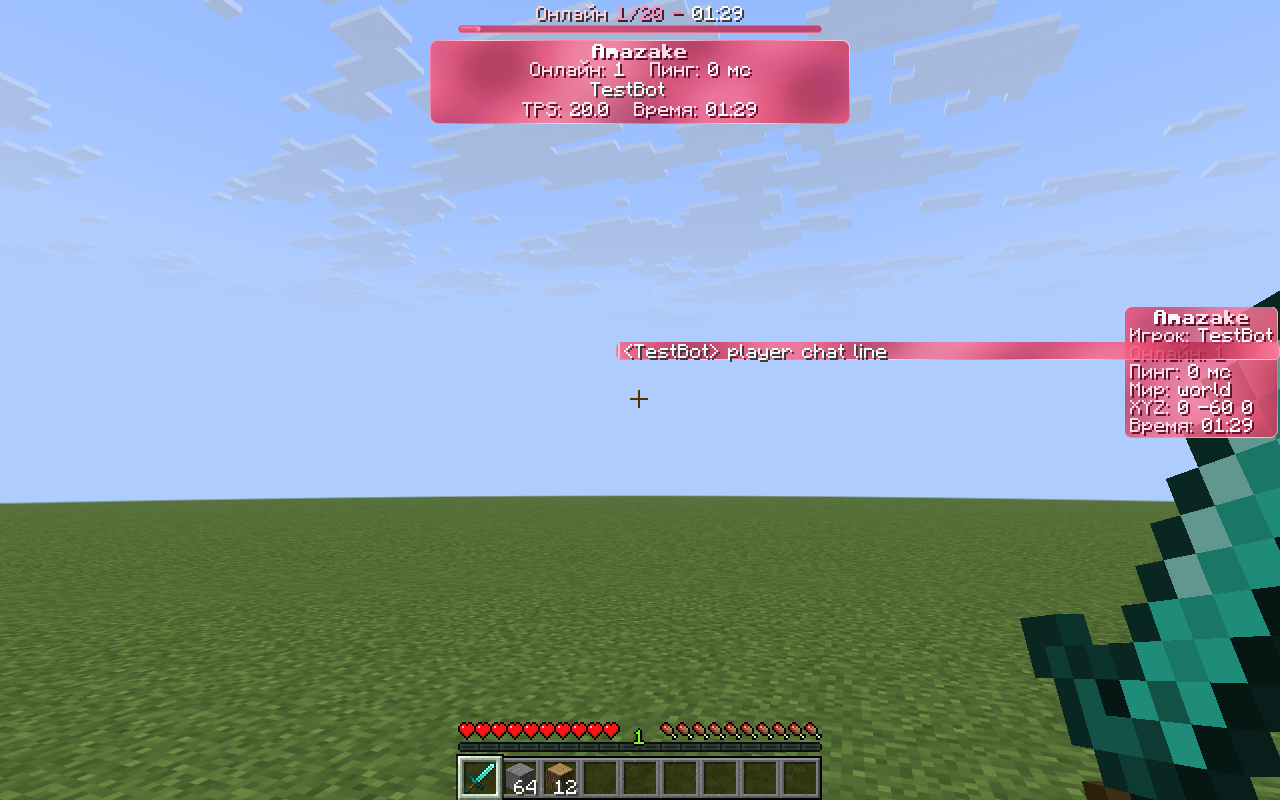 Онлайн 1/20 - 01:29
Amazake
Онлайн: 1 Пинг: 0 мс
TestBot
TPS: 20.0 Время: 01:29
Amazake
Игрок: TestBot
<TestBot> player chat line
Онлайн: 1
Пинг: 0 мс
Мир: world
XYZ: 0 -60 0
Время: 01:29
1
64
12